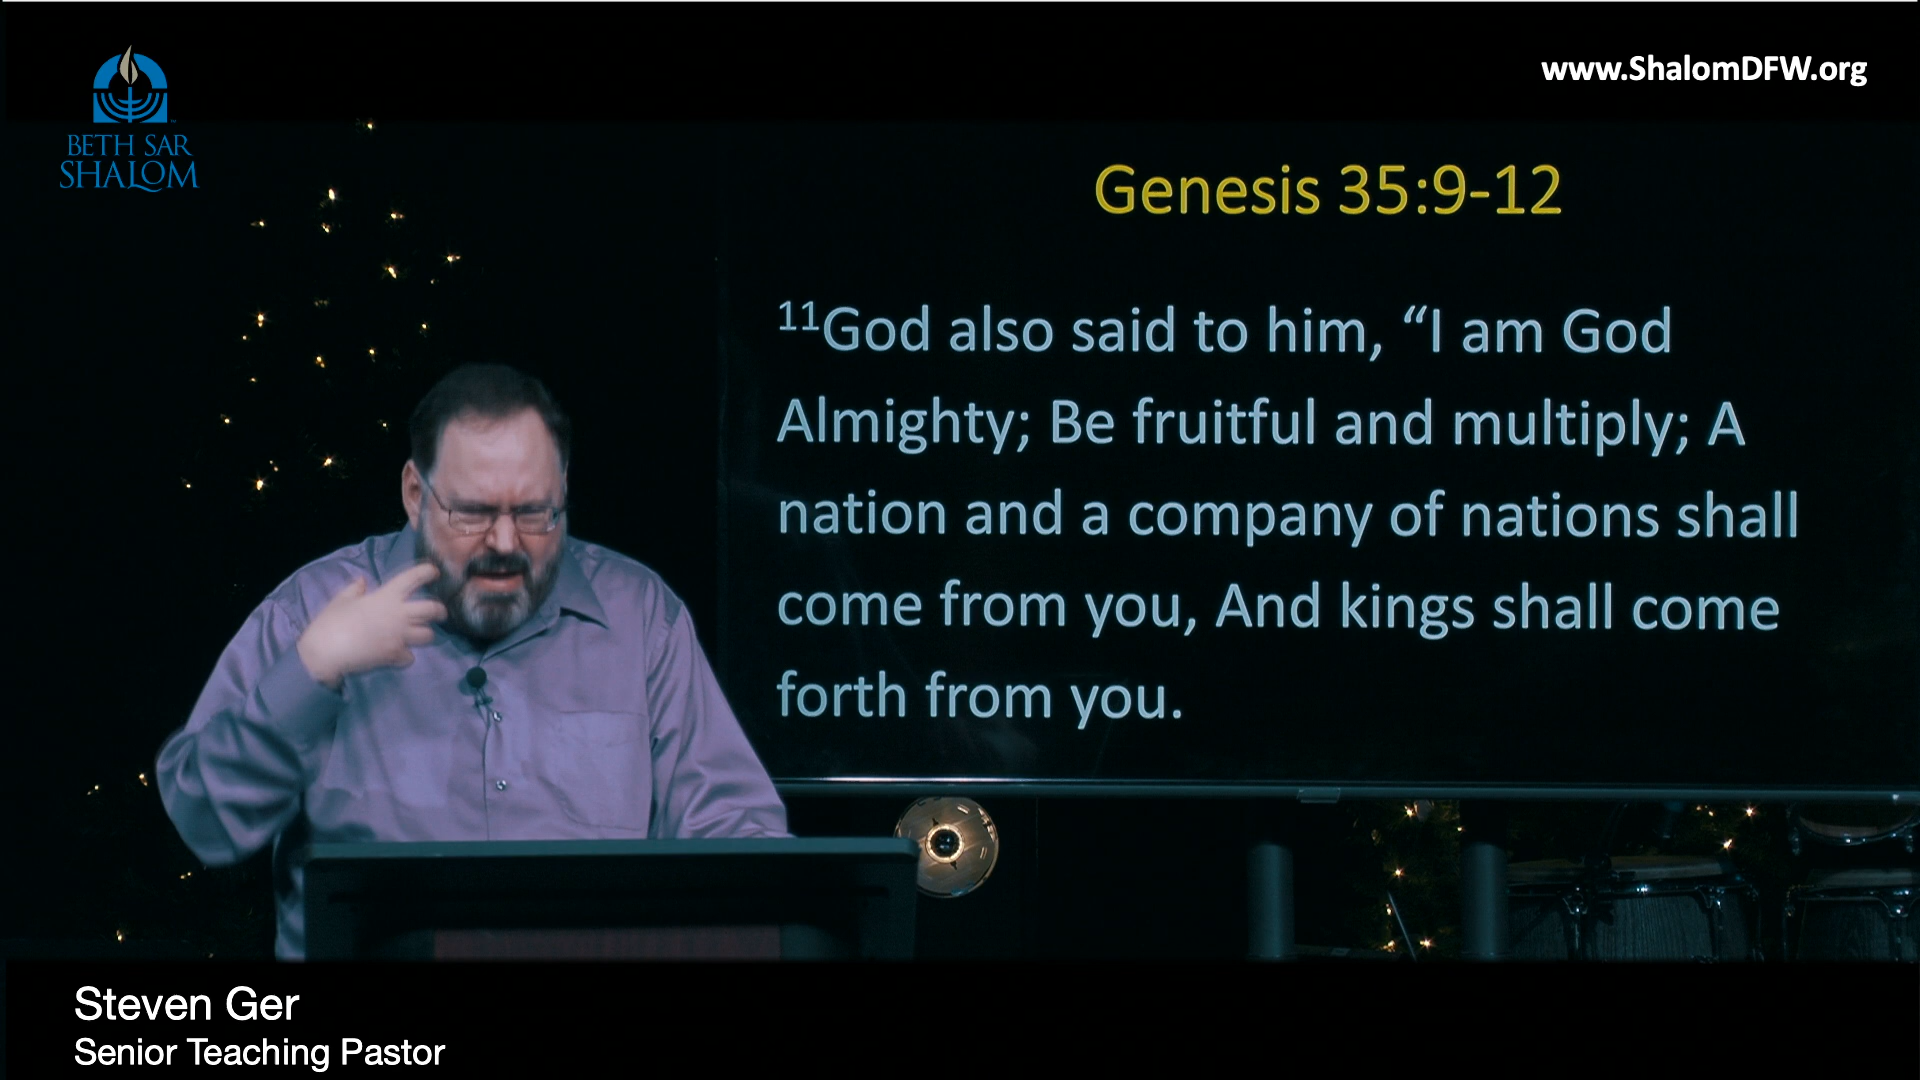 BETH SAR
SHALOM
www.ShalomDFW.org
Genesis 35:9-12
11God also said to him, “I am God
Almighty; Be fruitful and multiply; A
nation and a company of nations shall
come from you, And kings shall come
forth from you.
Steven Ger
Senior Teaching Pastor